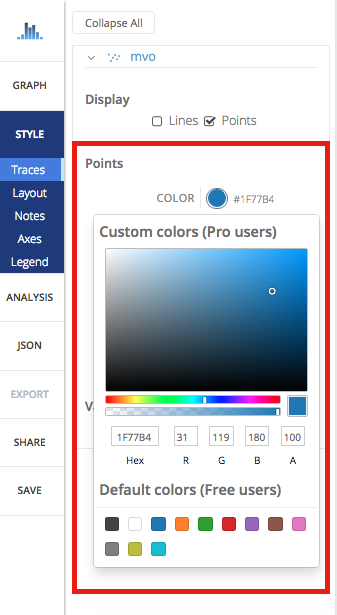 Collapse All
mvo
GRAPH
Display
Lines Points
STYLE
Points
Traces
COLOR #1F77B4
Layout
Notes
Custom colors (Pro users)
Axes
Legend
ANALYSIS
JSON
EXPORT
1F77B4 31 119 180 100
SHARE
Hex R G B A
SAVE
Default colors (Free users)